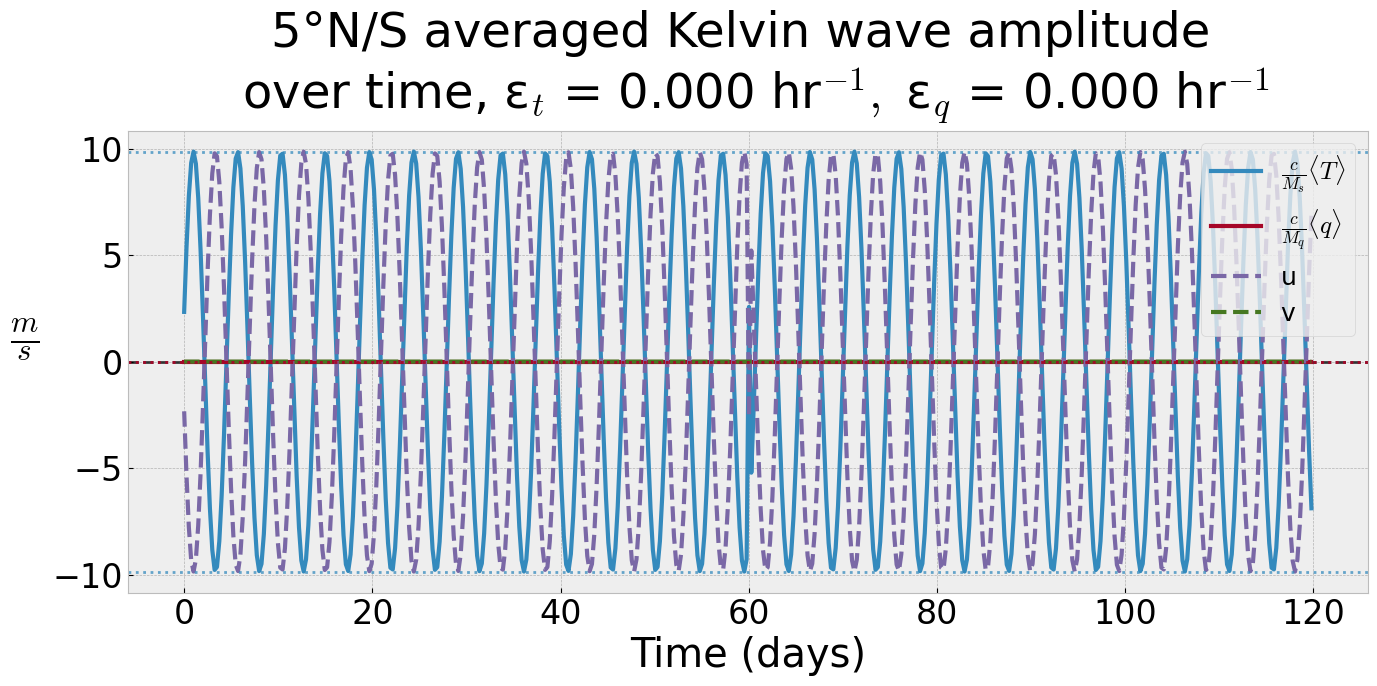 5°N/S averaged Kelvin wave amplitude
over time, ε_t = 0.000 hr⁻¹, ε_q = 0.000 hr⁻¹
m/s
10
5
0
−5
−10
c/M_s ⟨T⟩
c/M_q ⟨q⟩
u
v
0 20 40 60 80 100 120
Time (days)